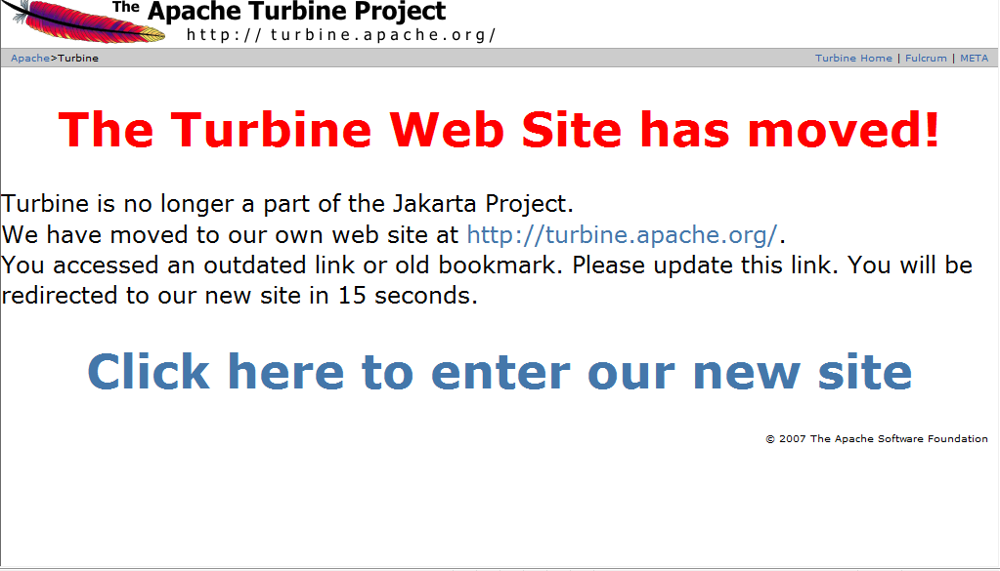 The Apache Turbine Project
http://turbine.apache.org/
Apache>Turbine
Turbine Home | Fulcrum | META
The Turbine Web Site has moved!
Turbine is no longer a part of the Jakarta Project.
We have moved to our own web site at http://turbine.apache.org/.
You accessed an outdated link or old bookmark. Please update this link. You will be
redirected to our new site in 15 seconds.
Click here to enter our new site
© 2007 The Apache Software Foundation